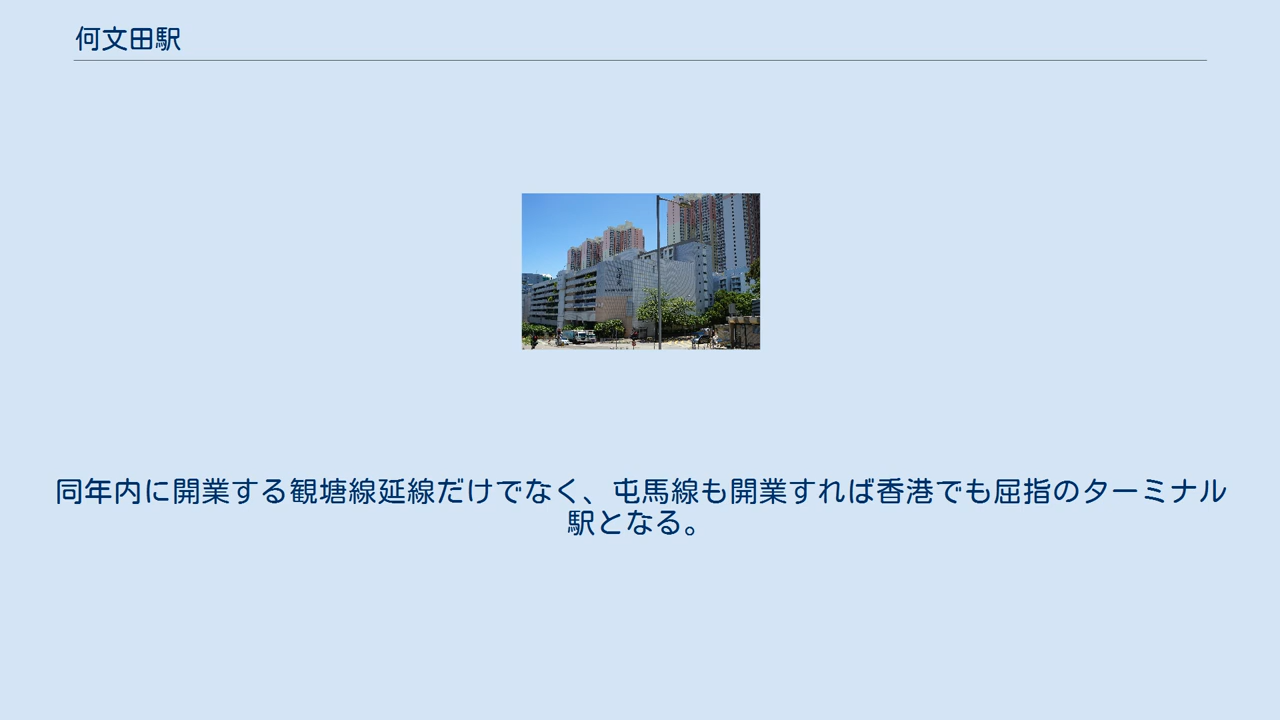 何文田駅
同年内に開業する観塘線延線だけでなく、屯馬線も開業すれば香港でも屈指のターミナル
駅となる。